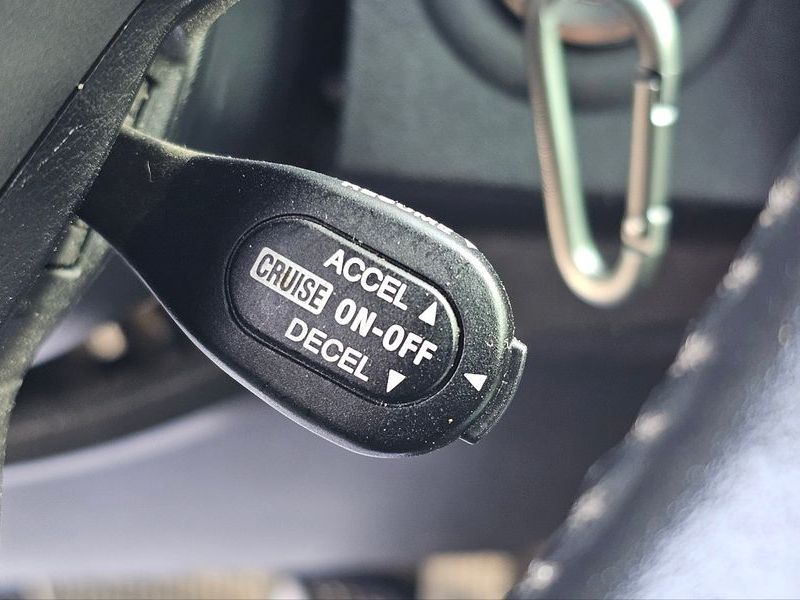 ACCEL ▲
CRUISE ON-OFF
DECEL ▼